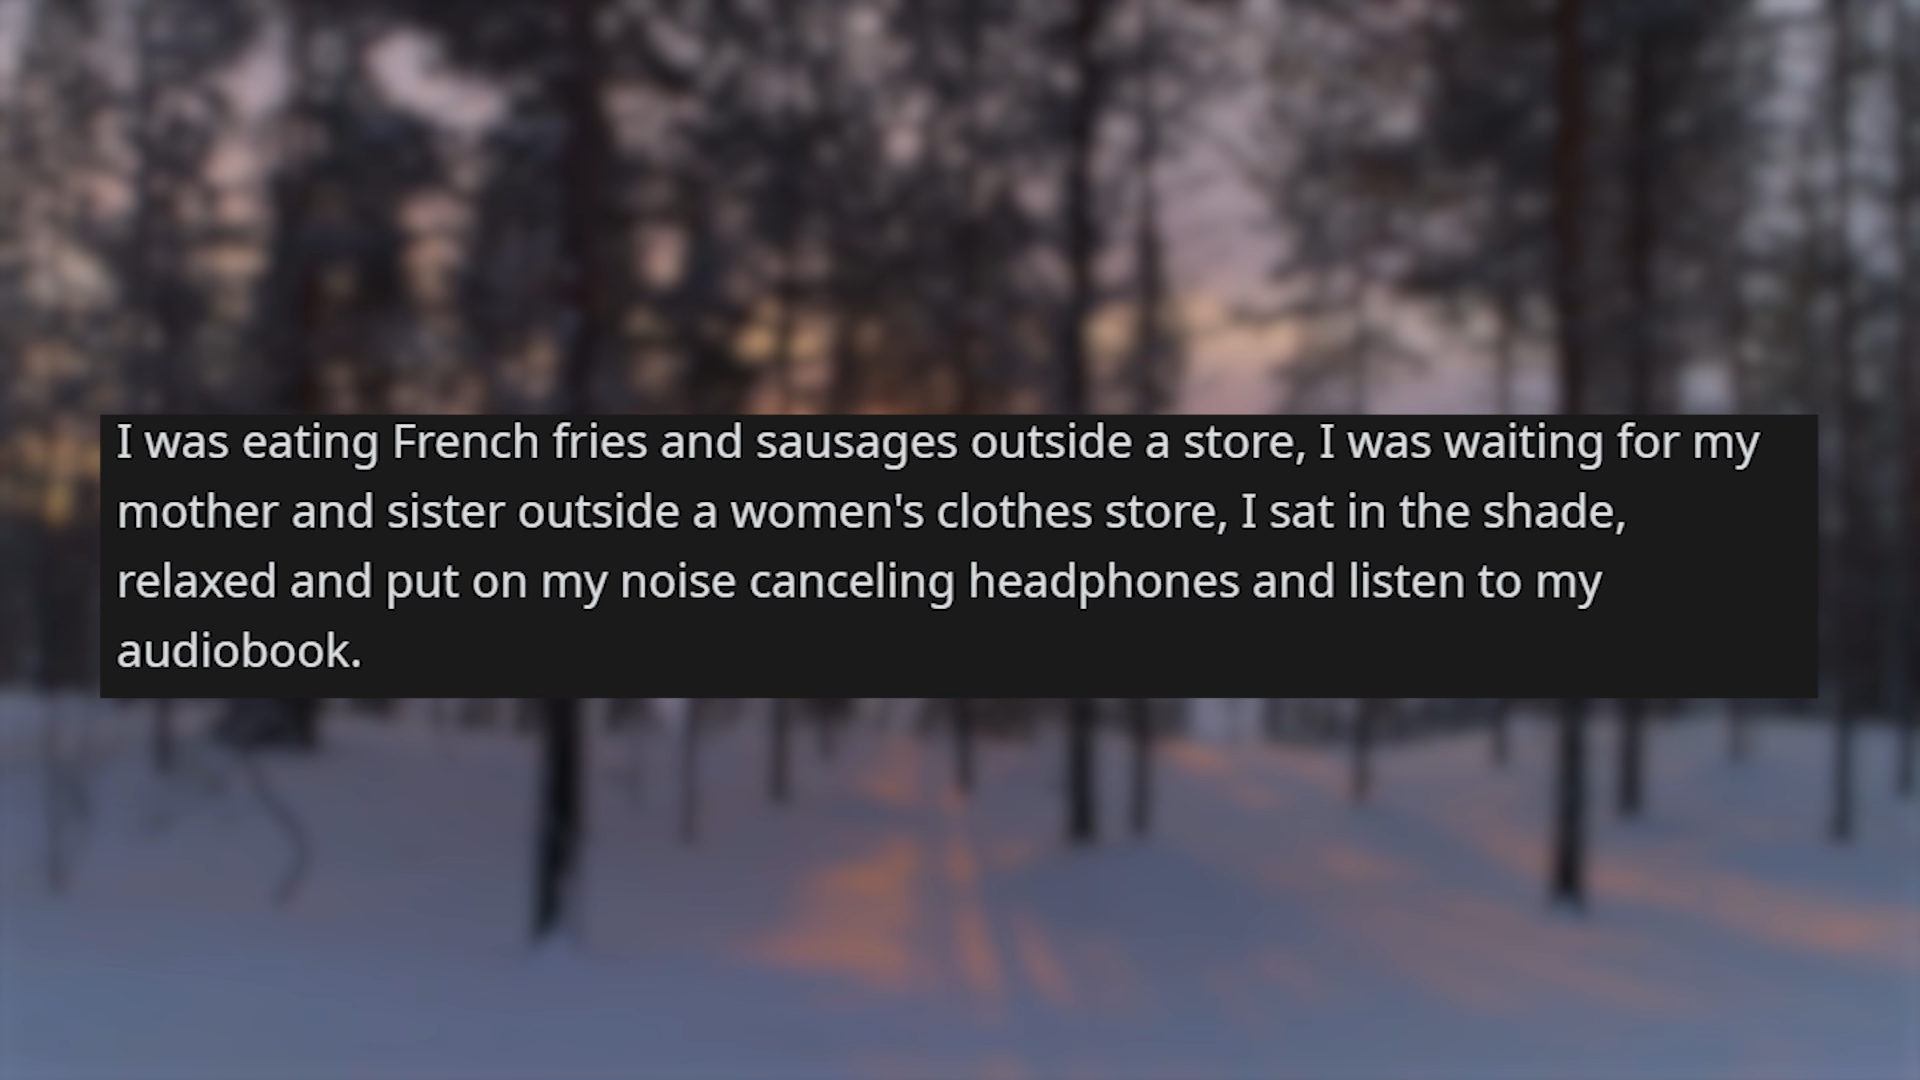 I was eating French fries and sausages outside a store, I was waiting for my
mother and sister outside a women's clothes store, I sat in the shade,
relaxed and put on my noise canceling headphones and listen to my
audiobook.